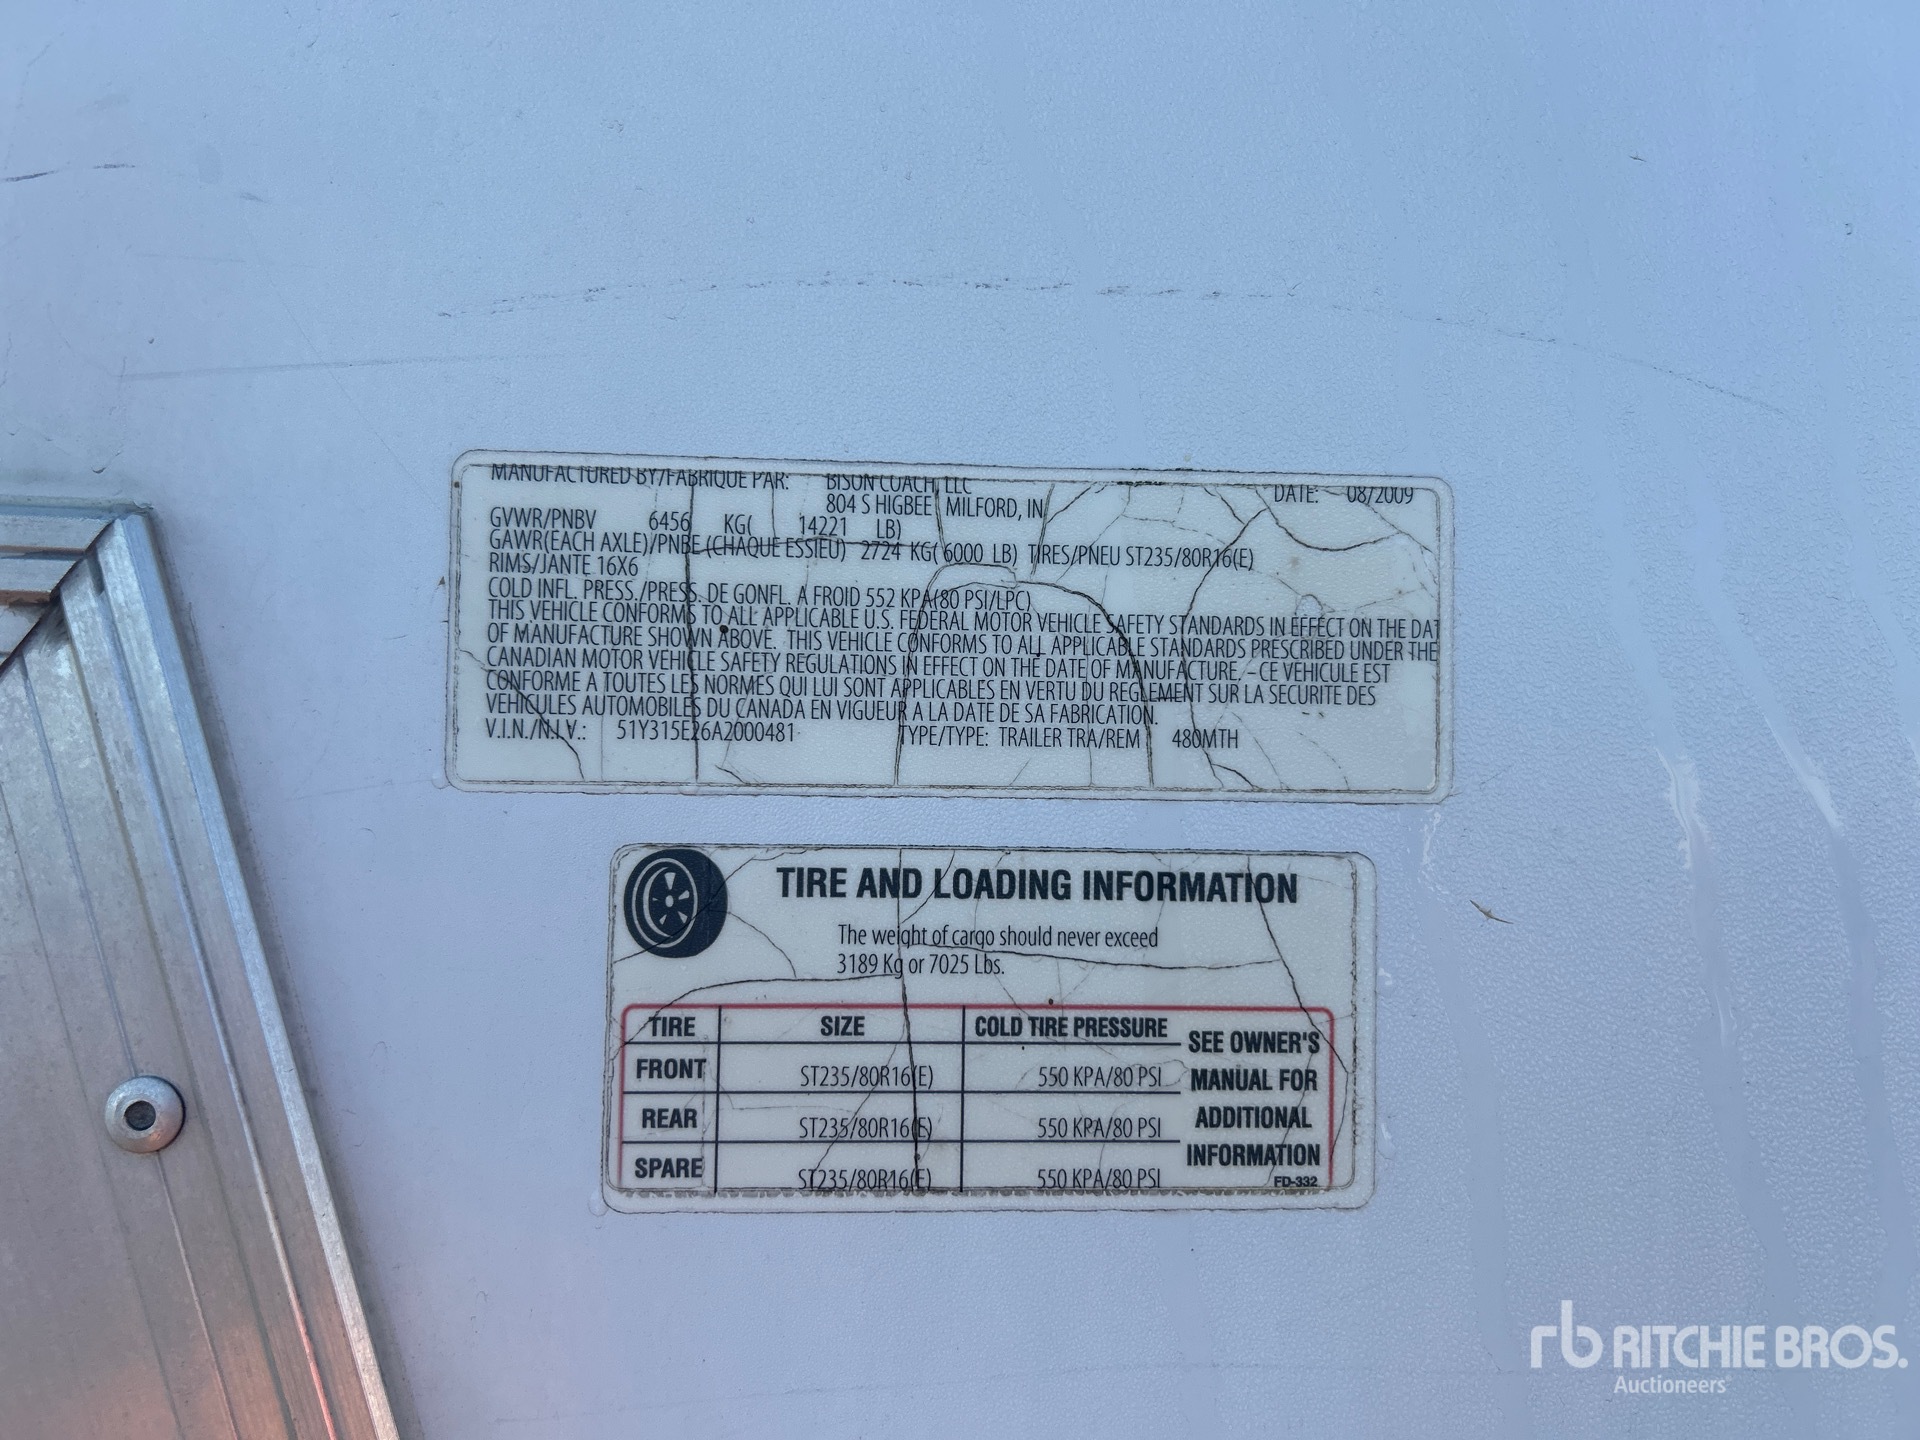 MANUFACTURED BY/FABRIQUE PAR: BISON COACH, LLC
804 S HIGBEE MILFORD, IN
DATE: 08/2009
GVWR/PNBV 6456 KG( 14221 LB)
GAWR(EACH AXLE)/PNBE (CHAQUE ESSIEU) 2724 KG( 6000 LB) TIRES/PNEU ST235/80R16(E)
RIMS/JANTE 16X6
COLD INFL. PRESS./PRESS. DE GONFL. A FROID 552 KPA(80 PSI/LPC)
THIS VEHICLE CONFORMS TO ALL APPLICABLE U.S. FEDERAL MOTOR VEHICLE SAFETY STANDARDS IN EFFECT ON THE DAT
OF MANUFACTURE SHOWN ABOVE. THIS VEHICLE CONFORMS TO ALL APPLICABLE STANDARDS PRESCRIBED UNDER THE
CANADIAN MOTOR VEHICLE SAFETY REGULATIONS IN EFFECT ON THE DATE OF MANUFACTURE. – CE VEHICULE EST
CONFORME A TOUTES LES NORMES QUI LUI SONT APPLICABLES EN VERTU DU REGLEMENT SUR LA SECURITE DES
VEHICULES AUTOMOBILES DU CANADA EN VIGUEUR A LA DATE DE SA FABRICATION.
V.I.N./N.I.V.: 51Y315E26A2000481 TYPE/TYPE: TRAILER TRA/REM 480MTH
TIRE AND LOADING INFORMATION
The weight of cargo should never exceed
3189 Kg or 7025 Lbs.
TIRE SIZE COLD TIRE PRESSURE
FRONT ST235/80R16(E) 550 KPA/80 PSI
REAR ST235/80R16(E) 550 KPA/80 PSI
SPARE ST235/80R16(E) 550 KPA/80 PSI
SEE OWNER'S
MANUAL FOR
ADDITIONAL
INFORMATION
FD-332
rb RITCHIE BROS.
Auctioneers